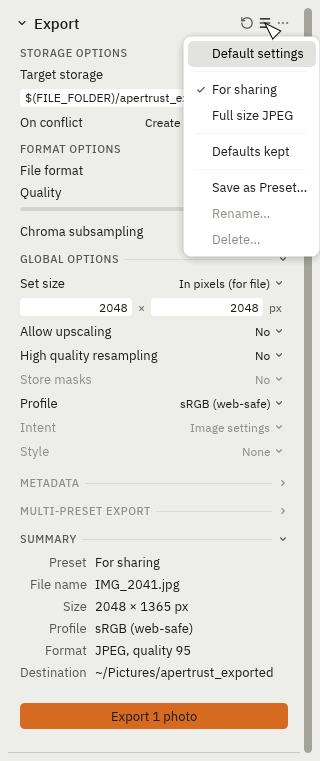 Export
STORAGE OPTIONS
Default settings
Target storage
$(FILE_FOLDER)/apertrust_e
For sharing
On conflict
Create
Full size JPEG
FORMAT OPTIONS
Defaults kept
File format
Quality
Save as Preset...
Rename...
Chroma subsampling
Delete...
GLOBAL OPTIONS
Set size In pixels (for file)
2048 × 2048 px
Allow upscaling No
High quality resampling No
Store masks No
Profile sRGB (web-safe)
Intent Image settings
Style None
METADATA
MULTI-PRESET EXPORT
SUMMARY
Preset For sharing
File name IMG_2041.jpg
Size 2048 × 1365 px
Profile sRGB (web-safe)
Format JPEG, quality 95
Destination ~/Pictures/apertrust_exported
Export 1 photo